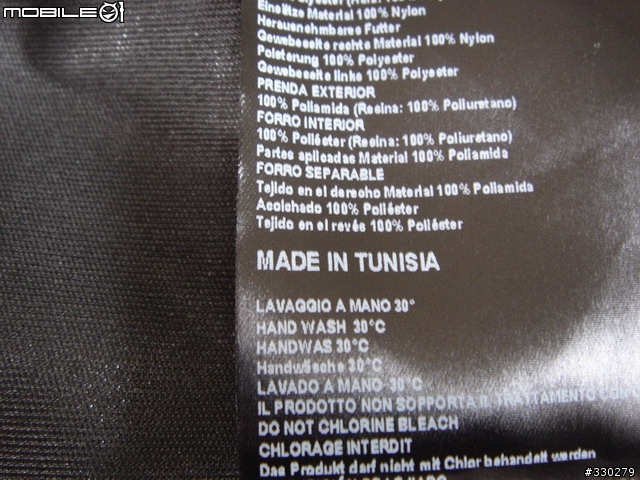 MOBILE01
Einsätze Material 100% Nylon
Herausnehmbares Futter
Gewebeseite rechte Material 100% Nylon
Polsterung 100% Polyester
Gewebeseite linke 100% Polyester
PRENDA EXTERIOR
100% Poliamida (Resina: 100% Poliuretano)
FORRO INTERIOR
100% Poliéster (Resina: 100% Poliuretano)
Partes aplicadas Material 100% Poliamida
FORRO SEPARABLE
Tejido en el derecho Material 100% Poliamida
Acolchado 100% Poliéster
Tejido en el revés 100% Poliéster
MADE IN TUNISIA
LAVAGGIO A MANO 30°
HAND WASH 30°C
HANDWAS 30°C
Handwäsche 30°C
LAVADO A MANO 30°C
IL PRODOTTO NON SOPPORTA IL TRATTAMENTO
DO NOT CHLORINE BLEACH
CHLORAGE INTERDIT
Das Produkt darf nicht mit Chlor behandelt werden
#330279